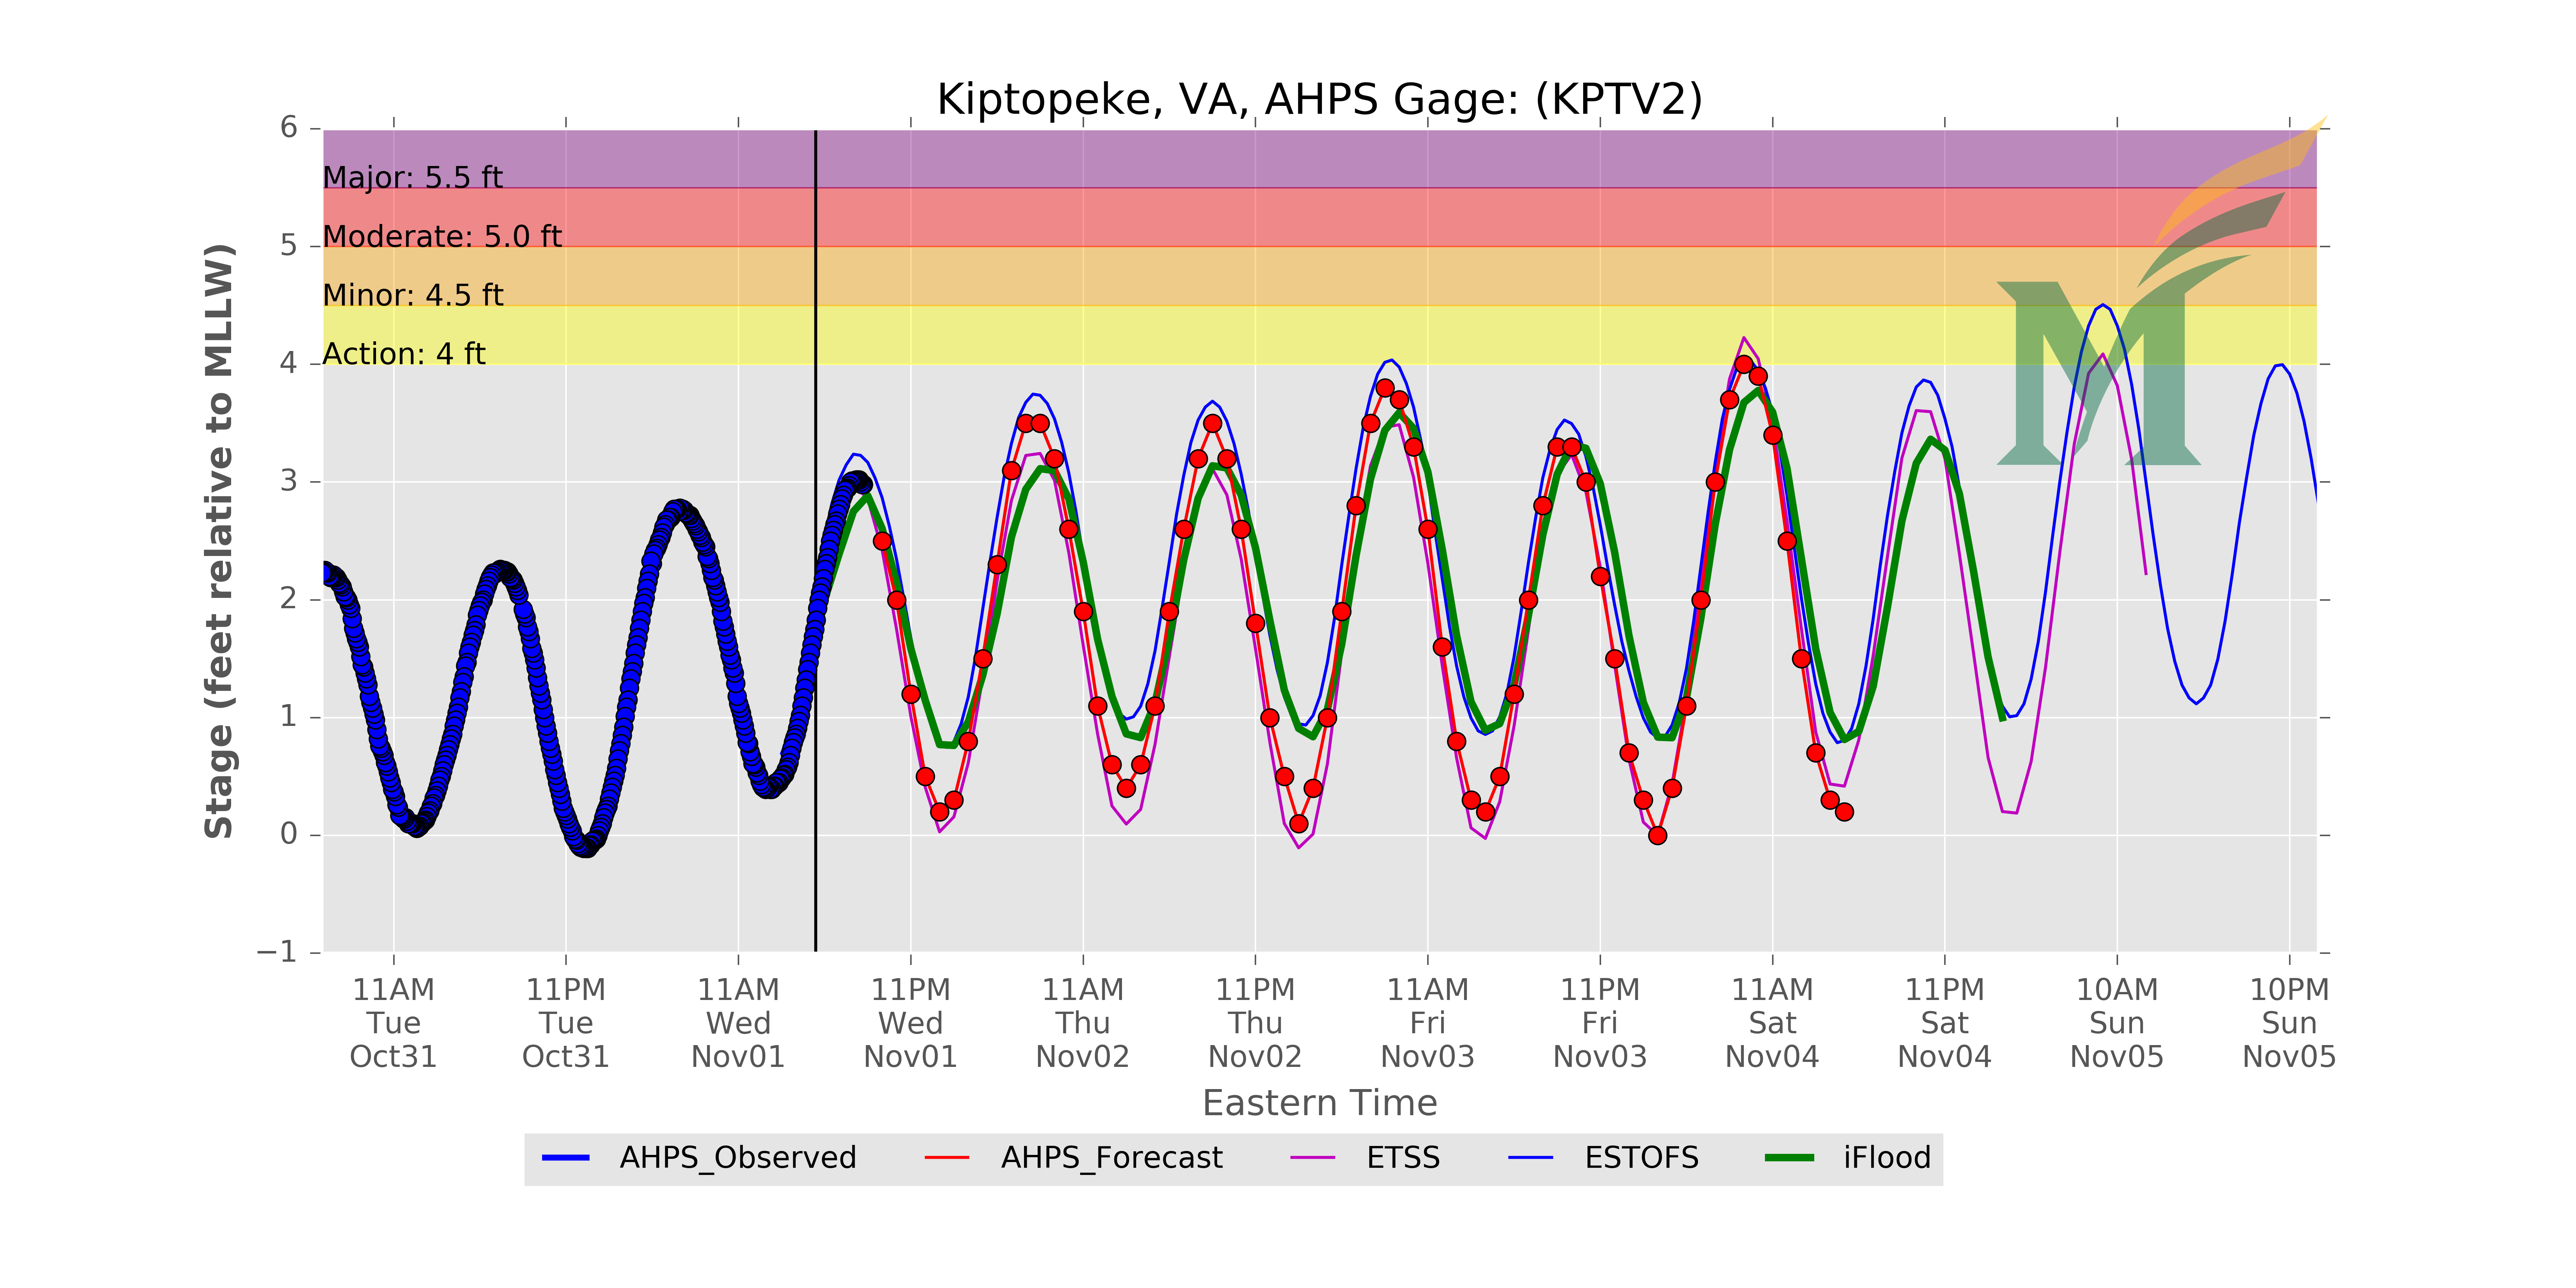 Kiptopeke, VA, AHPS Gage: (KPTV2)
6
5
4
3
2
1
0
−1
Stage (feet relative to MLLW)
Major: 5.5 ft
Moderate: 5.0 ft
Minor: 4.5 ft
Action: 4 ft
M
11AM
Tue
Oct31
11PM
Tue
Oct31
11AM
Wed
Nov01
11PM
Wed
Nov01
11AM
Thu
Nov02
11PM
Thu
Nov02
11AM
Fri
Nov03
11PM
Fri
Nov03
11AM
Sat
Nov04
11PM
Sat
Nov04
10AM
Sun
Nov05
10PM
Sun
Nov05
Eastern Time
AHPS_Observed
AHPS_Forecast
ETSS
ESTOFS
iFlood